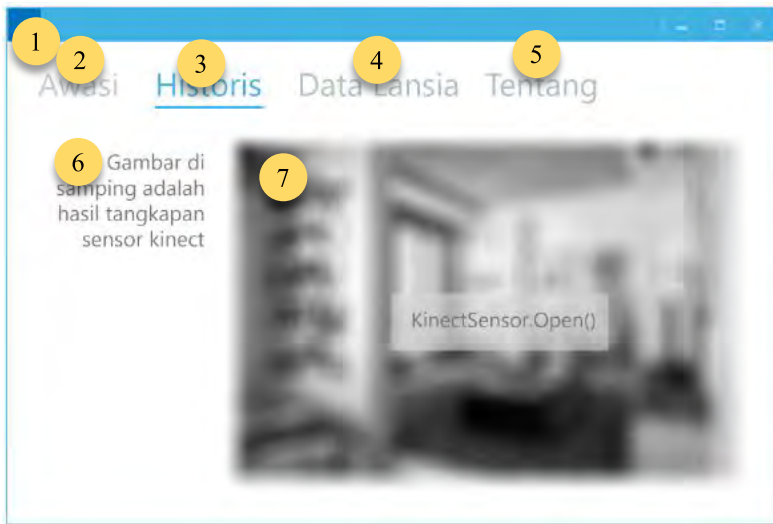 1
2
3
4
5
Awasi Historis Data Lansia Tentang
6
7
Gambar di
samping adalah
hasil tangkapan
sensor kinect
KinectSensor.Open()